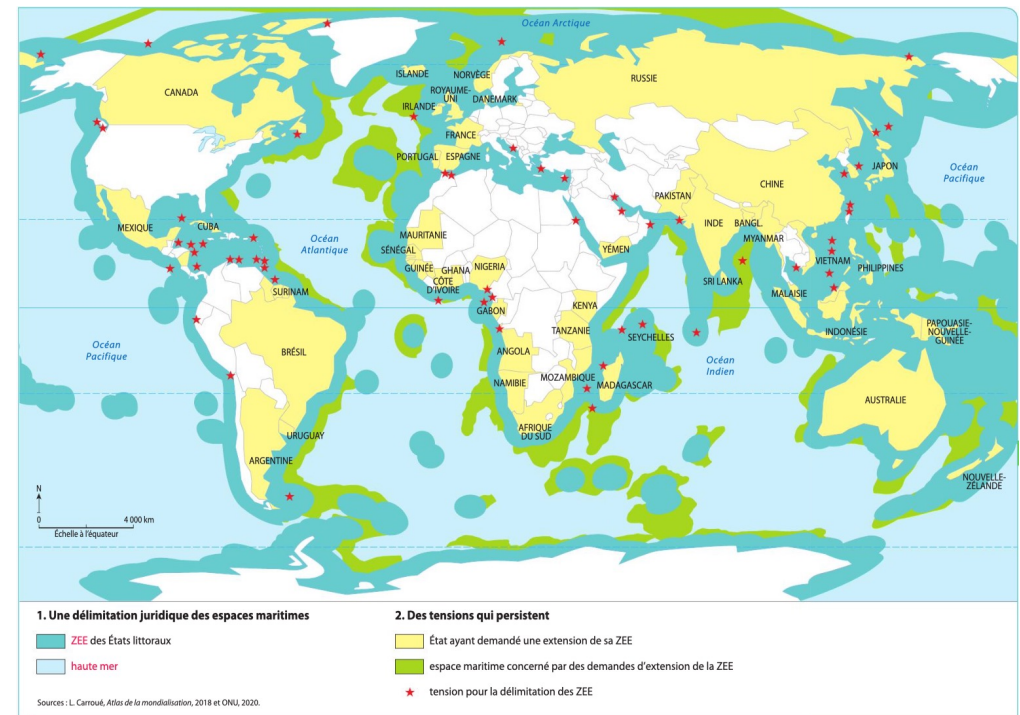 Océan Arctique
CANADA
ISLANDE
NORVÈGE
ROYAUME-
UNI
DANEMARK
IRLANDE
RUSSIE
FRANCE
PORTUGAL
ESPAGNE
CHINE
JAPON
Océan
Pacifique
PAKISTAN
MEXIQUE
CUBA
Océan
Atlantique
MAURITANIE
SÉNÉGAL
GUINÉE
GHANA
NIGERIA
CÔTE
D'IVOIRE
YÉMEN
INDE
BANGL.
MYANMAR
VIETNAM
PHILIPPINES
SURINAM
GABON
KENYA
SRI LANKA
MALAISIE
TANZANIE
SEYCHELLES
INDONÉSIE
PAPOUASIE-
NOUVELLE-
GUINÉE
Océan
Pacifique
BRÉSIL
ANGOLA
Océan
Indien
MOZAMBIQUE
MADAGASCAR
NAMIBIE
AUSTRALIE
AFRIQUE
DU SUD
URUGUAY
ARGENTINE
NOUVELLE-
ZÉLANDE
N
0
4 000 km
Échelle à l'équateur
1. Une délimitation juridique des espaces maritimes
ZEE des États littoraux
haute mer
2. Des tensions qui persistent
État ayant demandé une extension de sa ZEE
espace maritime concerné par des demandes d'extension de la ZEE
tension pour la délimitation des ZEE
Sources : L. Carroué, Atlas de la mondialisation, 2018 et ONU, 2020.